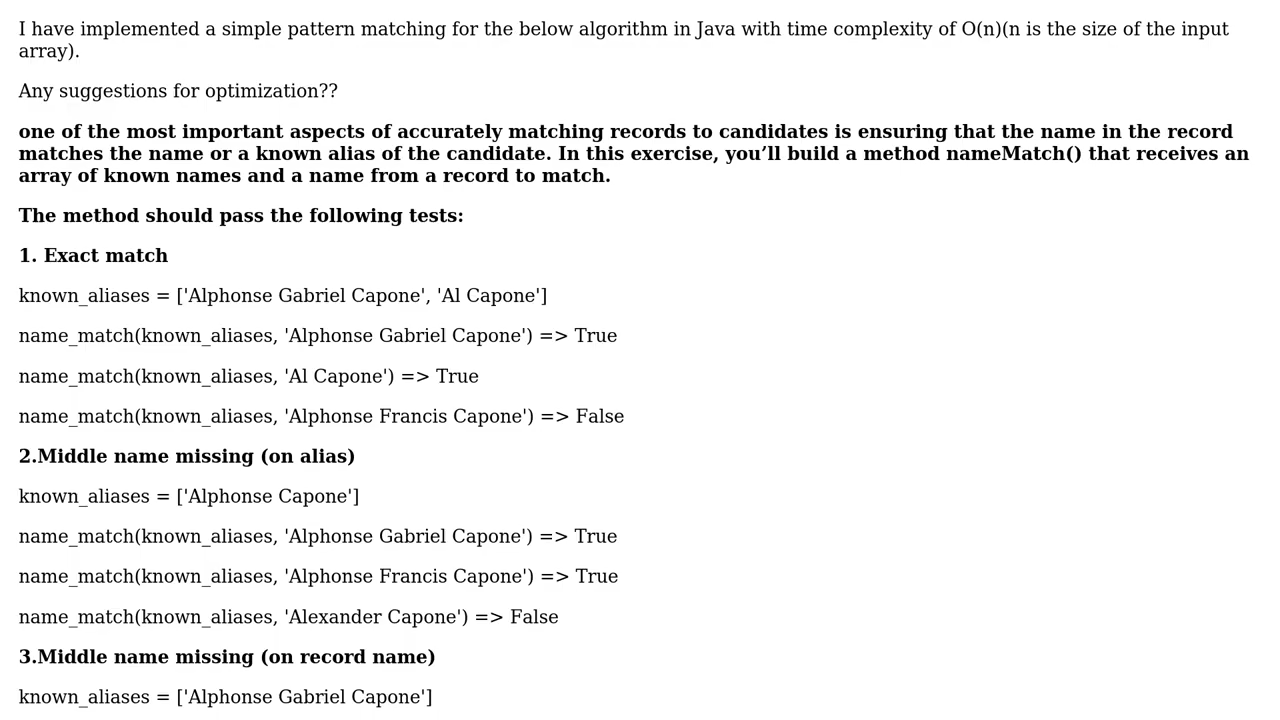 I have implemented a simple pattern matching for the below algorithm in Java with time complexity of O(n)(n is the size of the input
array).
Any suggestions for optimization??
one of the most important aspects of accurately matching records to candidates is ensuring that the name in the record
matches the name or a known alias of the candidate. In this exercise, you’ll build a method nameMatch() that receives an
array of known names and a name from a record to match.
The method should pass the following tests:
1. Exact match
known_aliases = ['Alphonse Gabriel Capone', 'Al Capone']
name_match(known_aliases, 'Alphonse Gabriel Capone') => True
name_match(known_aliases, 'Al Capone') => True
name_match(known_aliases, 'Alphonse Francis Capone') => False
2.Middle name missing (on alias)
known_aliases = ['Alphonse Capone']
name_match(known_aliases, 'Alphonse Gabriel Capone') => True
name_match(known_aliases, 'Alphonse Francis Capone') => True
name_match(known_aliases, 'Alexander Capone') => False
3.Middle name missing (on record name)
known_aliases = ['Alphonse Gabriel Capone']